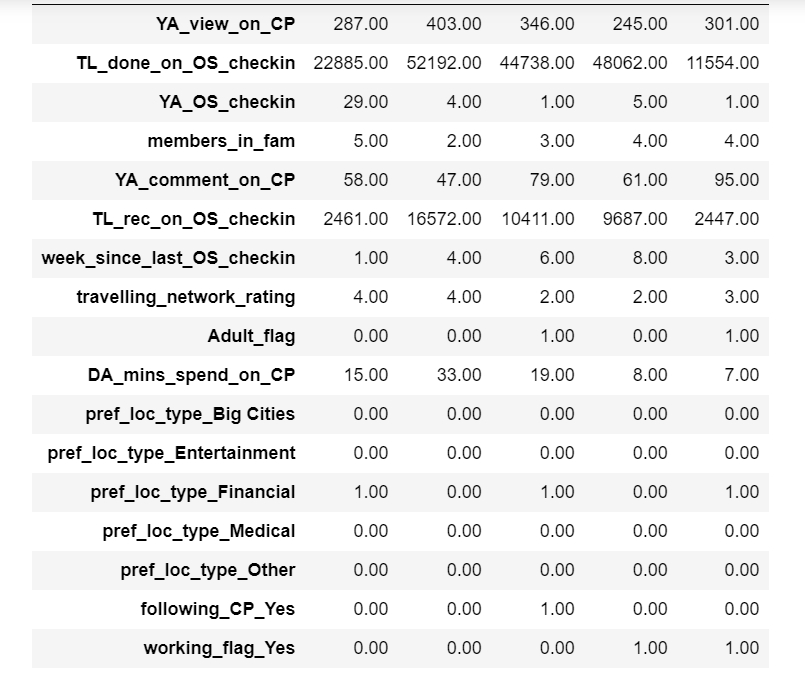 YA_view_on_CP 287.00 403.00 346.00 245.00 301.00
TL_done_on_OS_checkin 22885.00 52192.00 44738.00 48062.00 11554.00
YA_OS_checkin 29.00 4.00 1.00 5.00 1.00
members_in_fam 5.00 2.00 3.00 4.00 4.00
YA_comment_on_CP 58.00 47.00 79.00 61.00 95.00
TL_rec_on_OS_checkin 2461.00 16572.00 10411.00 9687.00 2447.00
week_since_last_OS_checkin 1.00 4.00 6.00 8.00 3.00
travelling_network_rating 4.00 4.00 2.00 2.00 3.00
Adult_flag 0.00 0.00 1.00 0.00 1.00
DA_mins_spend_on_CP 15.00 33.00 19.00 8.00 7.00
pref_loc_type_Big Cities 0.00 0.00 0.00 0.00 0.00
pref_loc_type_Entertainment 0.00 0.00 0.00 0.00 0.00
pref_loc_type_Financial 1.00 0.00 1.00 0.00 1.00
pref_loc_type_Medical 0.00 0.00 0.00 0.00 0.00
pref_loc_type_Other 0.00 0.00 0.00 0.00 0.00
following_CP_Yes 0.00 0.00 1.00 0.00 0.00
working_flag_Yes 0.00 0.00 0.00 1.00 1.00